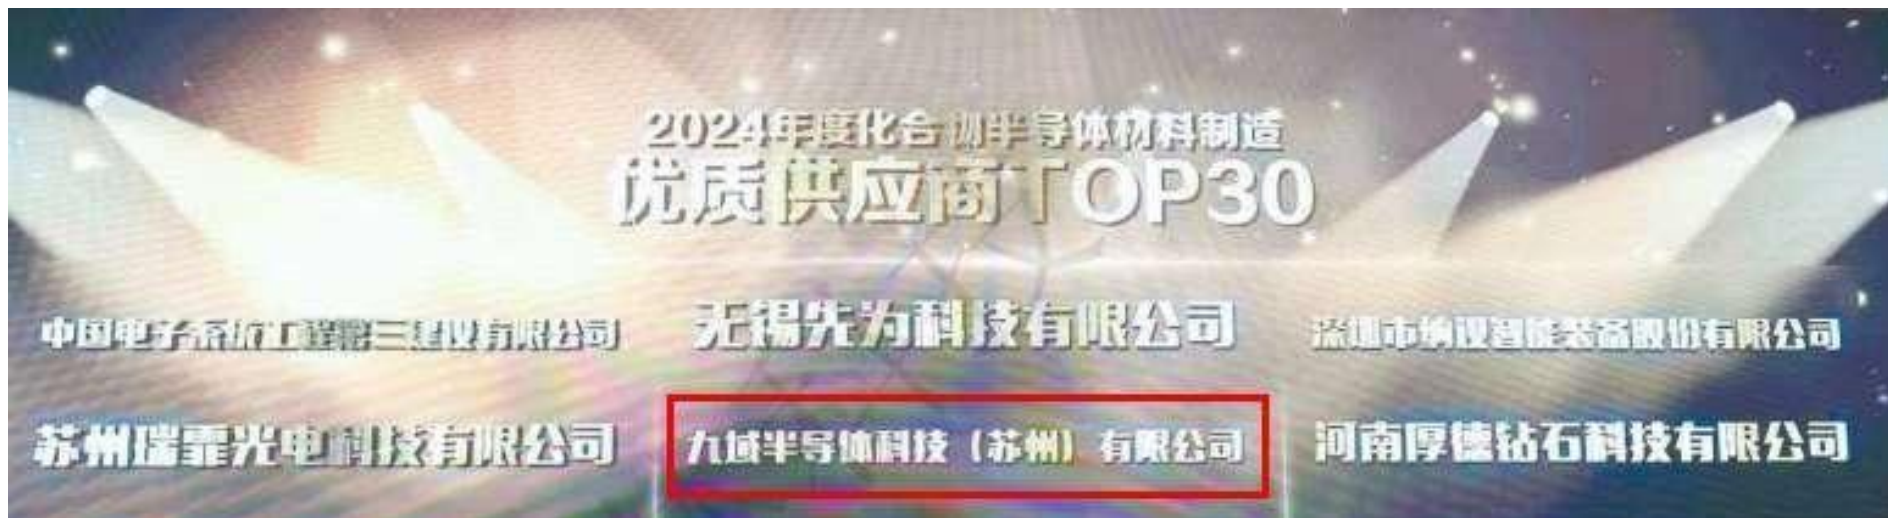 2024年度化合物半导体材料制造
优质供应商TOP30
中国电子系统工程第三建设有限公司
无锡先为科技有限公司
深圳市纳设智能装备股份有限公司
苏州瑞霏光电科技有限公司
九域半导体科技（苏州）有限公司
河南厚德钻石科技有限公司